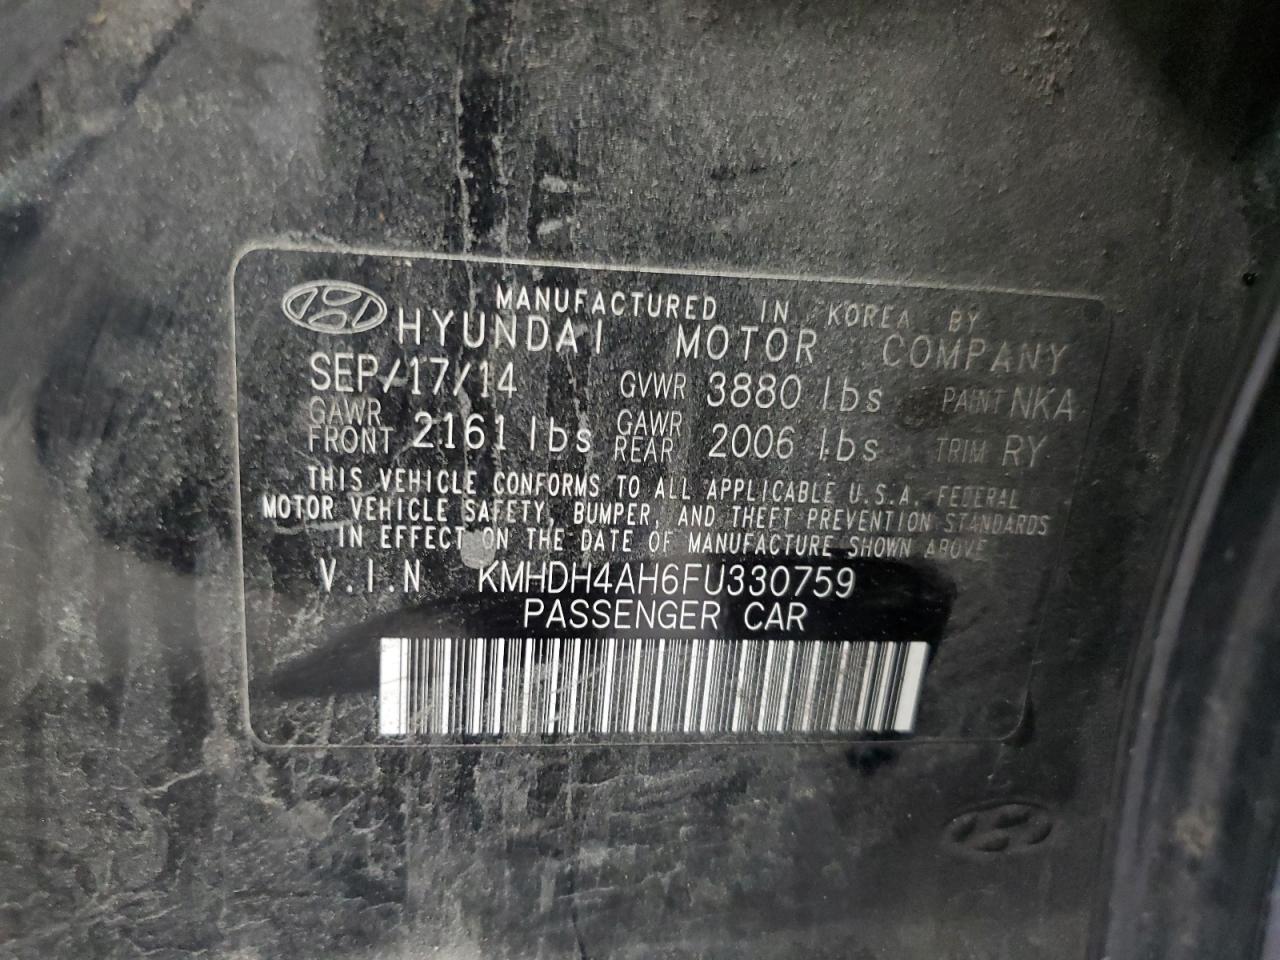 MANUFACTURED IN KOREA BY
HYUNDAI MOTOR COMPANY
SEP/17/14 GVWR 3880 lbs PAINT NKA
GAWR FRONT 2161 lbs GAWR REAR 2006 lbs TRIM RY
THIS VEHICLE CONFORMS TO ALL APPLICABLE U.S.A. FEDERAL
MOTOR VEHICLE SAFETY, BUMPER, AND THEFT PREVENTION STANDARDS
IN EFFECT ON THE DATE OF MANUFACTURE SHOWN ABOVE
V.I.N KMHDH4AH6FU330759
PASSENGER CAR